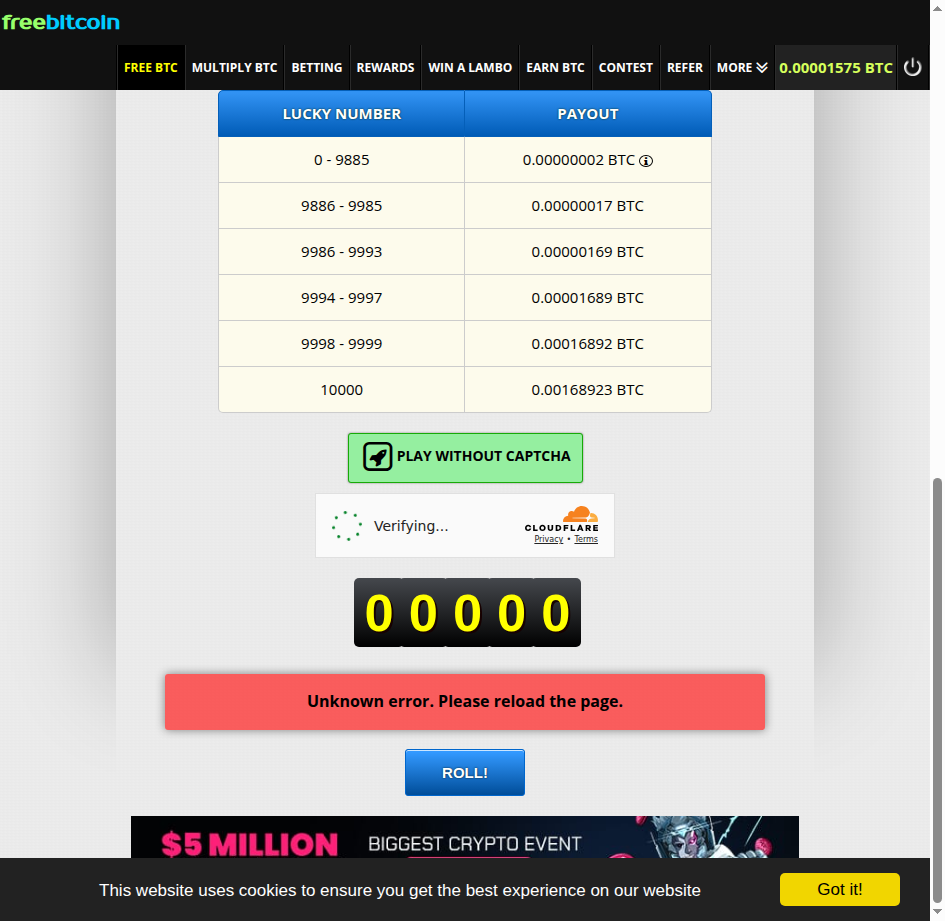 freebitcoin
FREE BTC MULTIPLY BTC BETTING REWARDS WIN A LAMBO EARN BTC CONTEST REFER MORE 0.00001575 BTC
LUCKY NUMBER PAYOUT
0 - 9885 0.00000002 BTC
9886 - 9985 0.00000017 BTC
9986 - 9993 0.00000169 BTC
9994 - 9997 0.00001689 BTC
9998 - 9999 0.00016892 BTC
10000 0.00168923 BTC
PLAY WITHOUT CAPTCHA
Verifying...
CLOUDFLARE
Privacy • Terms
0 0 0 0 0
Unknown error. Please reload the page.
ROLL!
$5 MILLION BIGGEST CRYPTO EVENT
This website uses cookies to ensure you get the best experience on our website Got it!